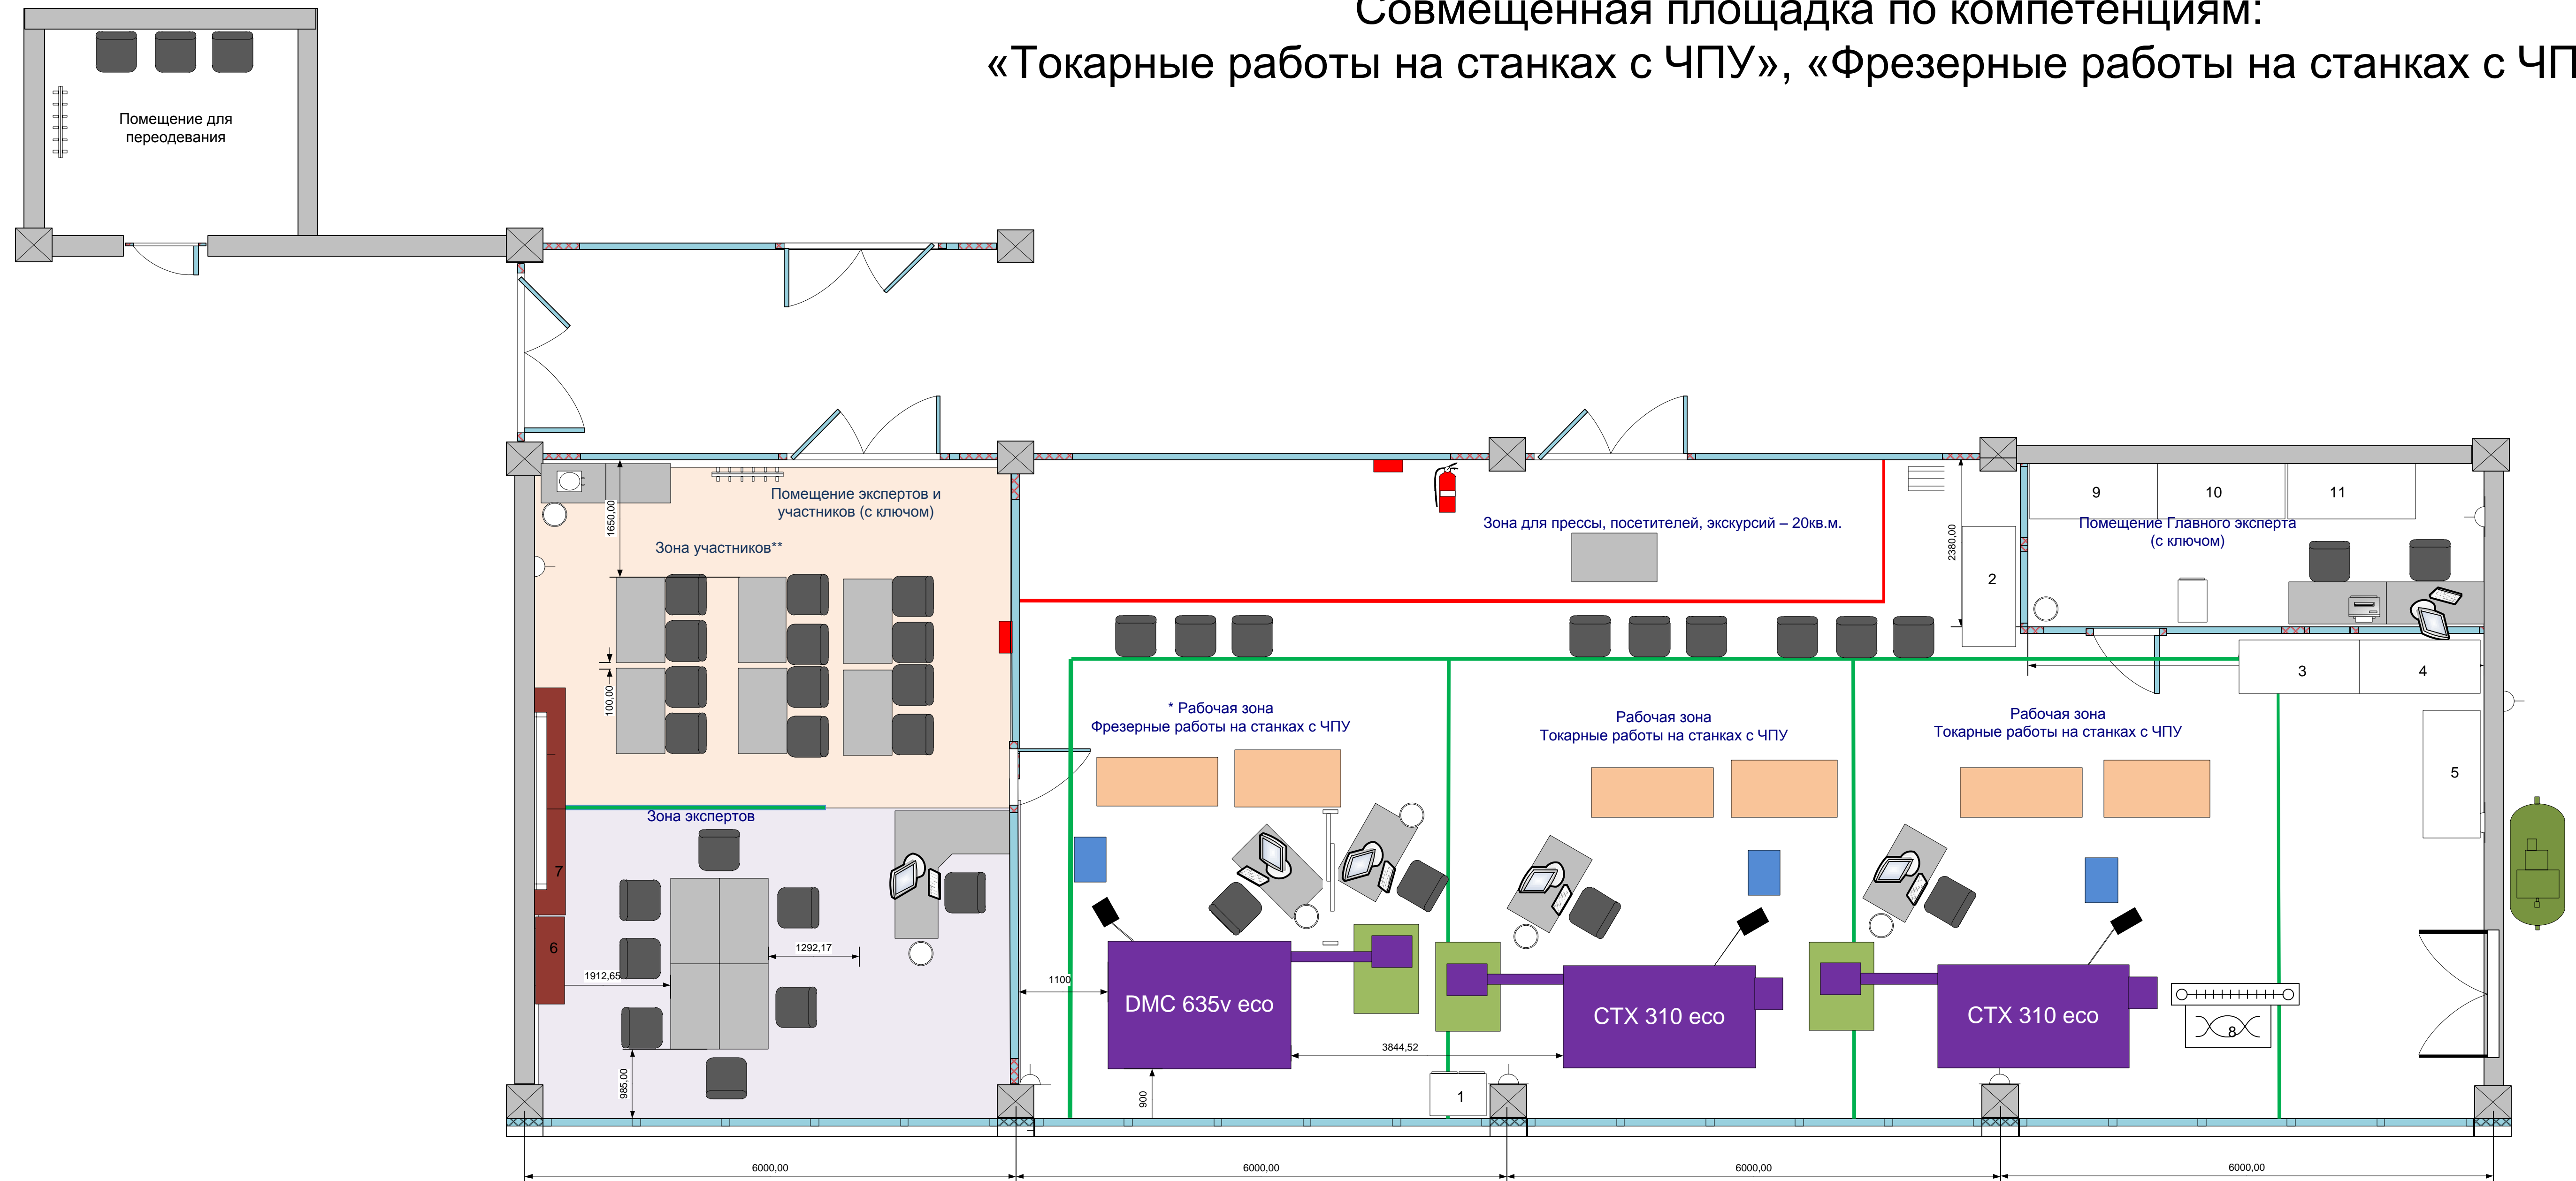 Совмещенная площадка по компетенциям:
«Токарные работы на станках с ЧПУ», «Фрезерные работы на станках с ЧП
Помещение для
переодевания
Помещение экспертов и
участников (с ключом)
Зона участников**
1650,00
100,00
Зона экспертов
7
6
1912,65
1292,17
985,00
Зона для прессы, посетителей, экскурсий – 20кв.м.
2380,00
2
9
10
11
Помещение Главного эксперта
(с ключом)
3
4
5
* Рабочая зона
Фрезерные работы на станках с ЧПУ
Рабочая зона
Токарные работы на станках с ЧПУ
Рабочая зона
Токарные работы на станках с ЧПУ
1100
DMC 635v eco
3844,52
CTX 310 eco
CTX 310 eco
8
900
1
6000,00
6000,00
6000,00
6000,00